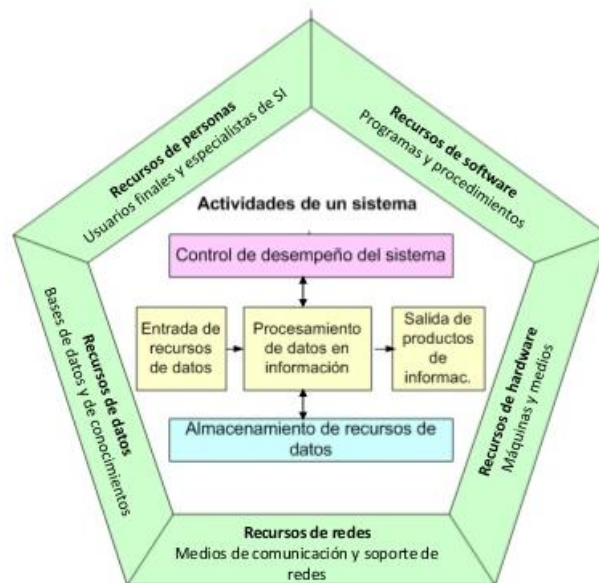 Recursos de personas
Usuarios finales y especialistas de SI
Recursos de software
Programas y procedimientos
Actividades de un sistema
Control de desempeño del sistema
Entrada de
recursos
de datos
Procesamiento
de datos en
información
Salida de
productos
de
informac.
Almacenamiento de recursos de
datos
Recursos de datos
Bases de datos y de conocimientos
Recursos de hardware
Máquinas y medios
Recursos de redes
Medios de comunicación y soporte de
redes